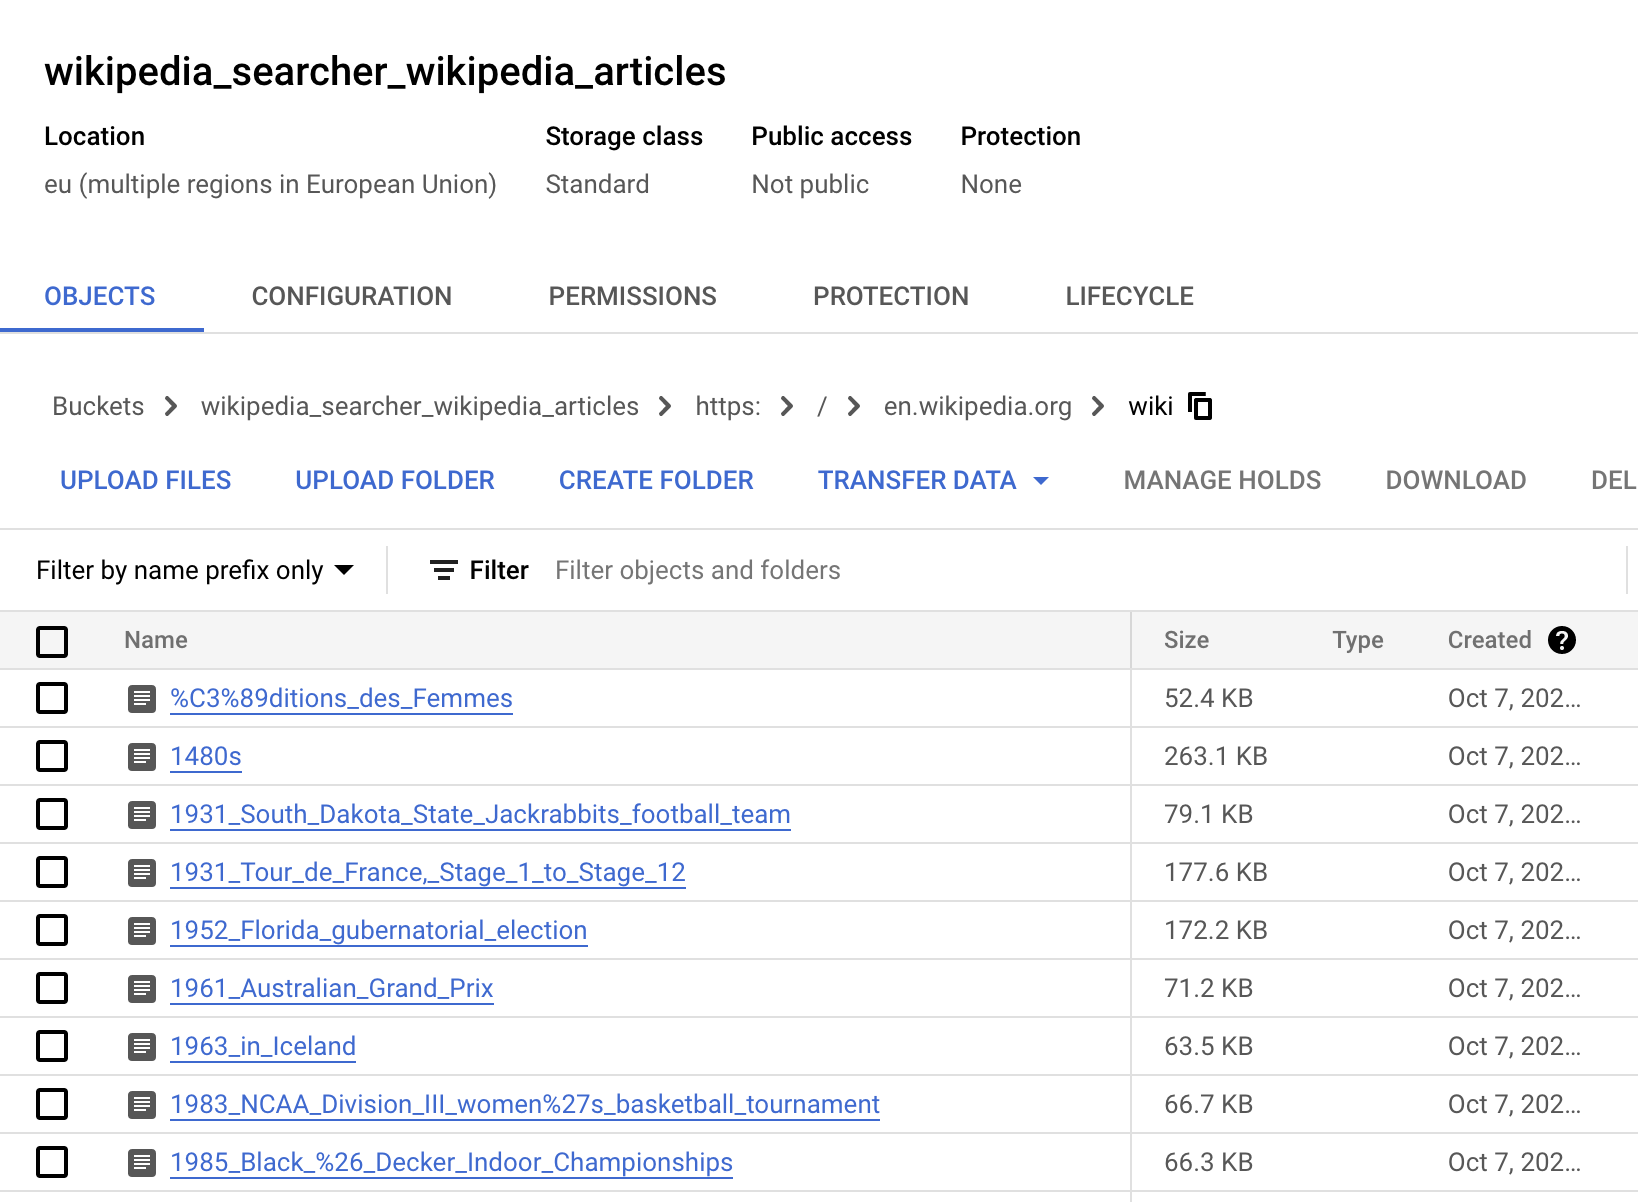 wikipedia_searcher_wikipedia_articles
Location Storage class Public access Protection
eu (multiple regions in European Union) Standard Not public None
OBJECTS CONFIGURATION PERMISSIONS PROTECTION LIFECYCLE
Buckets > wikipedia_searcher_wikipedia_articles > https: > / > en.wikipedia.org > wiki
UPLOAD FILES UPLOAD FOLDER CREATE FOLDER TRANSFER DATA MANAGE HOLDS DOWNLOAD DEL
Filter by name prefix only Filter Filter objects and folders
Name Size Type Created ?
%C3%89ditions_des_Femmes 52.4 KB Oct 7, 202...
1480s 263.1 KB Oct 7, 202...
1931_South_Dakota_State_Jackrabbits_football_team 79.1 KB Oct 7, 202...
1931_Tour_de_France,_Stage_1_to_Stage_12 177.6 KB Oct 7, 202...
1952_Florida_gubernatorial_election 172.2 KB Oct 7, 202...
1961_Australian_Grand_Prix 71.2 KB Oct 7, 202...
1963_in_Iceland 63.5 KB Oct 7, 202...
1983_NCAA_Division_III_women%27s_basketball_tournament 66.7 KB Oct 7, 202...
1985_Black_%26_Decker_Indoor_Championships 66.3 KB Oct 7, 202...